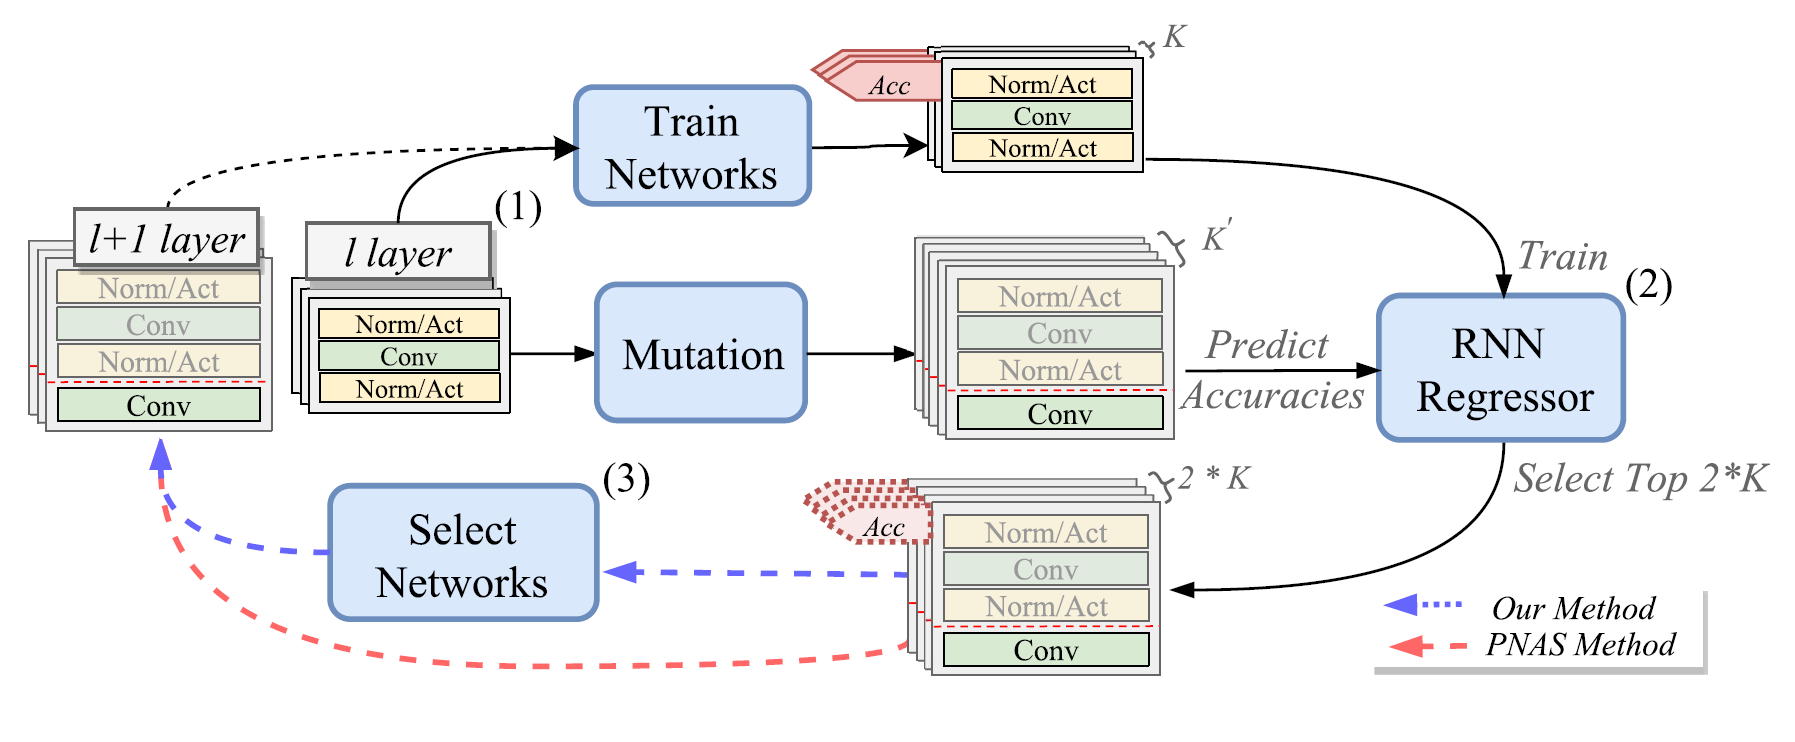 K
Acc
Norm/Act
Conv
Norm/Act
Train
Networks
(1)
l+1 layer
Norm/Act
Conv
Norm/Act
Conv
l layer
Norm/Act
Conv
Norm/Act
Mutation
K'
Norm/Act
Conv
Norm/Act
Conv
Train
(2)
Predict
Accuracies
RNN
Regressor
Select Top 2*K
(3)
Select
Networks
2 * K
Acc
Norm/Act
Conv
Norm/Act
Conv
Our Method
PNAS Method